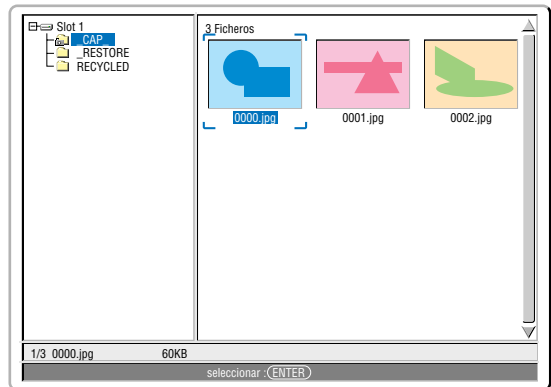 Slot 1
_CAP_
_RESTORE
RECYCLED
3 Ficheros
0000.jpg
0001.jpg
0002.jpg
1/3 0000.jpg 60KB
seleccionar :ENTER